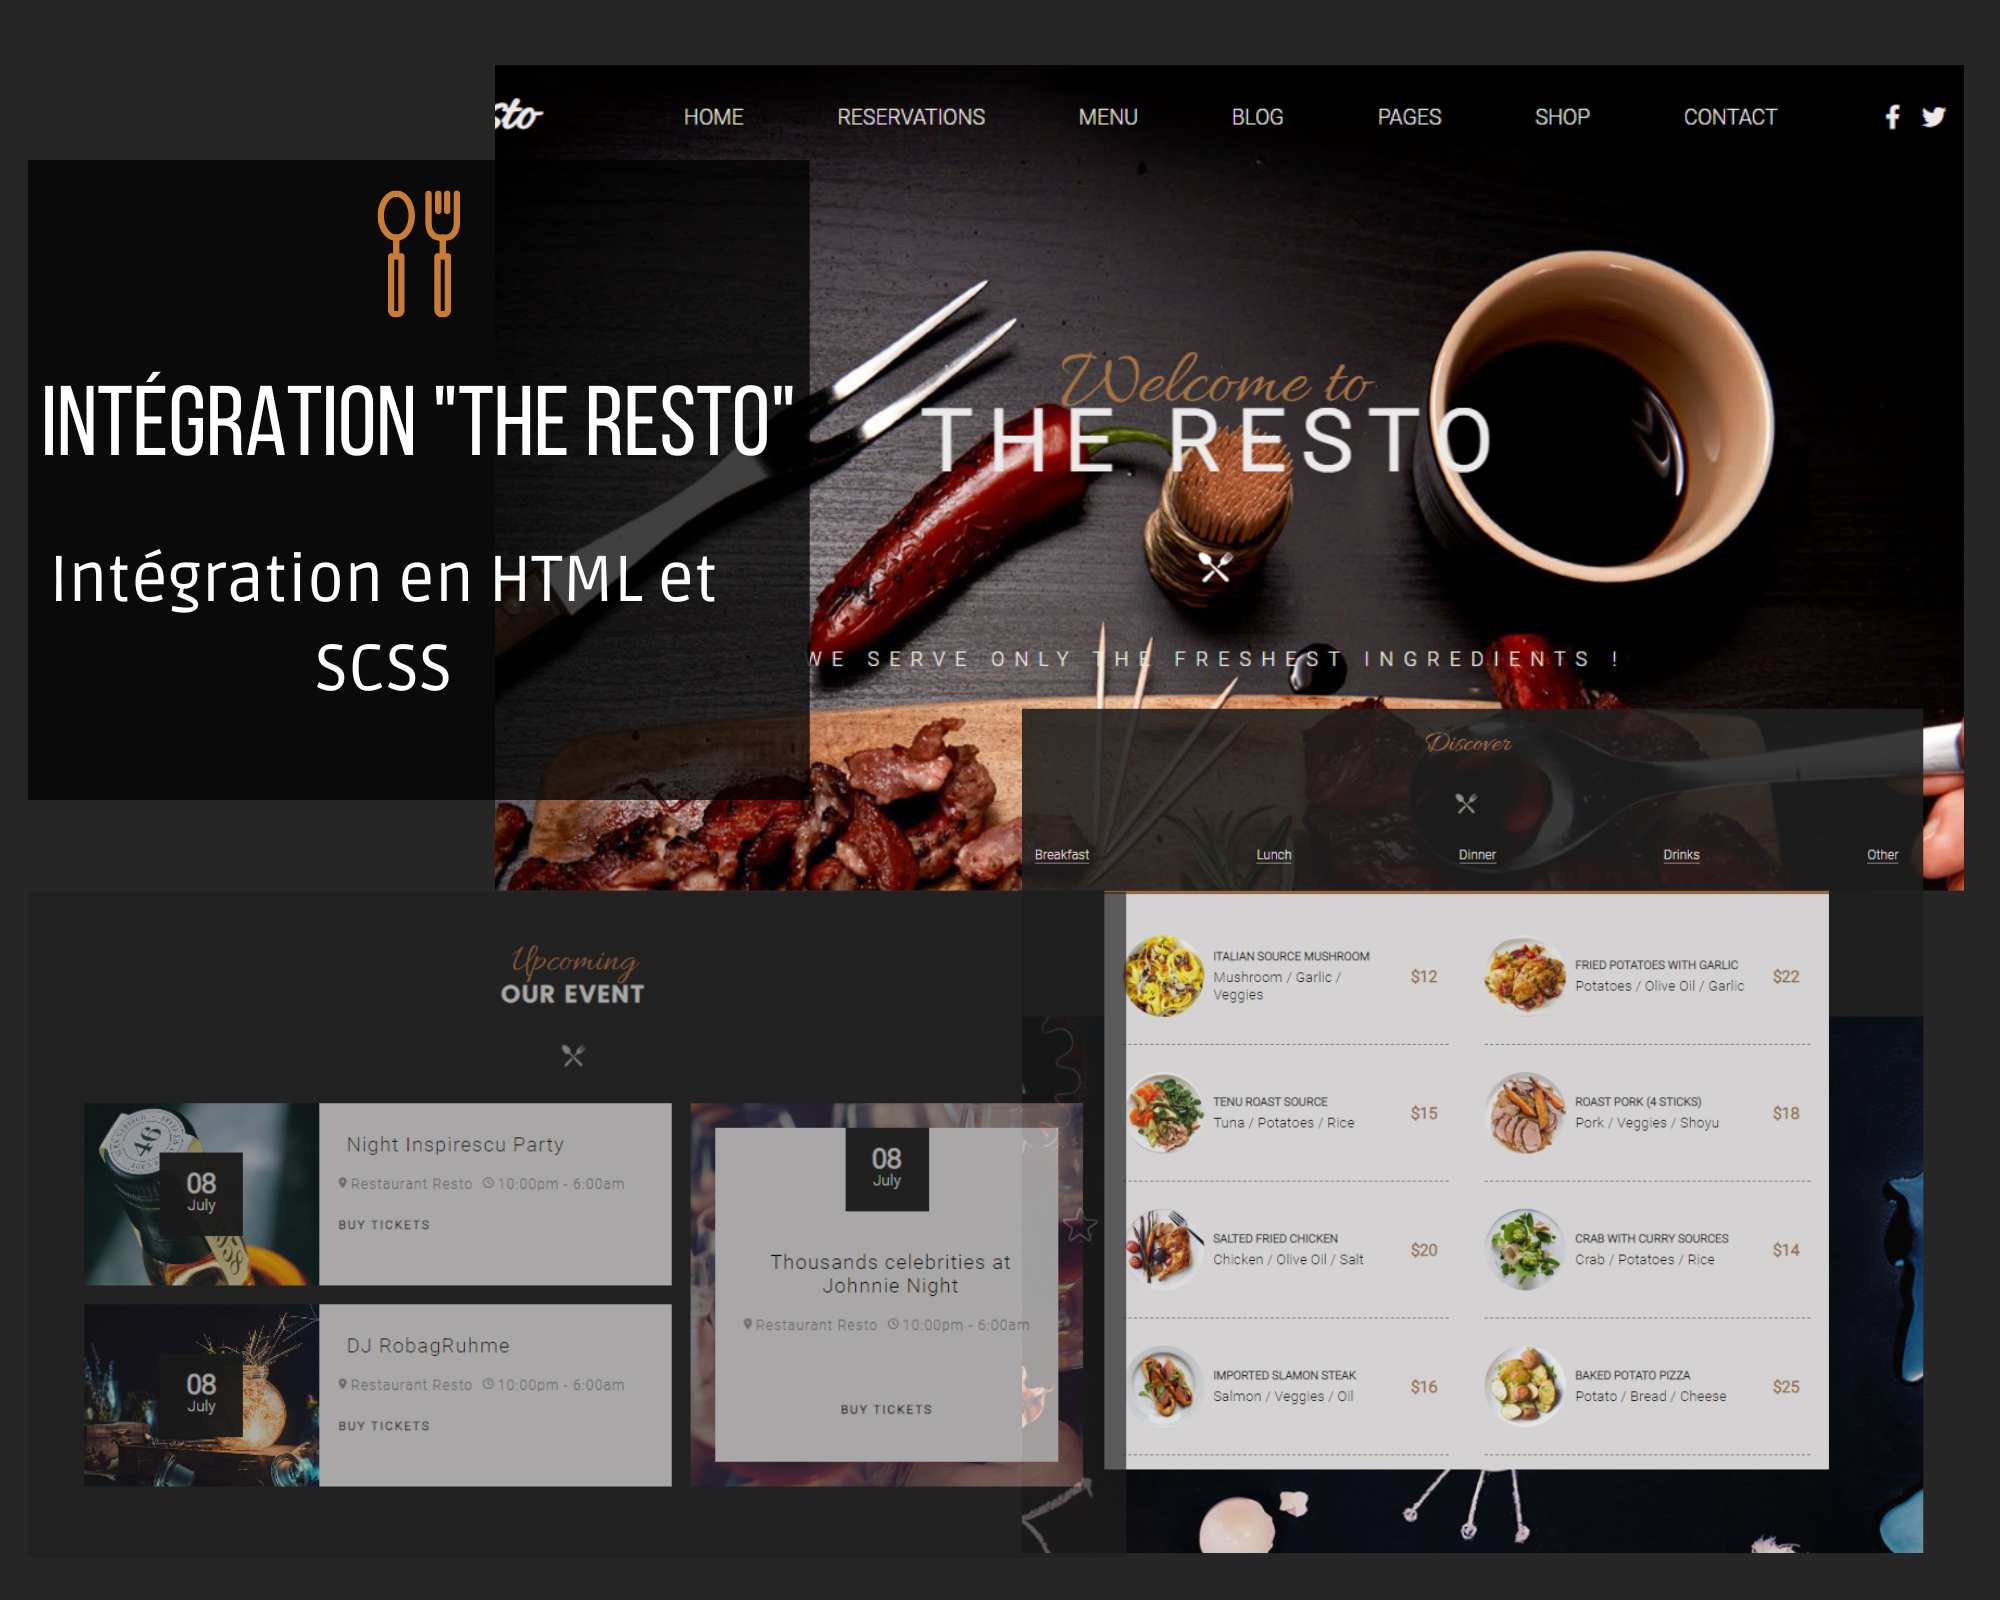 sto
HOME RESERVATIONS MENU BLOG PAGES SHOP CONTACT
INTÉGRATION "THE RESTO"
Intégration en HTML et
SCSS
Welcome to
THE RESTO
WE SERVE ONLY THE FRESHEST INGREDIENTS !
Discover
Breakfast Lunch Dinner Drinks Other
Upcoming
OUR EVENT
46
08
July
Night Inspirescu Party
Restaurant Resto 10:00pm - 6:00am
BUY TICKETS
08
July
DJ RobagRuhme
Restaurant Resto 10:00pm - 6:00am
BUY TICKETS
08
July
Thousands celebrities at
Johnnie Night
Restaurant Resto 10:00pm - 6:00am
BUY TICKETS
ITALIAN SOURCE MUSHROOM
Mushroom / Garlic /
Veggies
$12
FRIED POTATOES WITH GARLIC
Potatoes / Olive Oil / Garlic
$22
TENU ROAST SOURCE
Tuna / Potatoes / Rice
$15
ROAST PORK (4 STICKS)
Pork / Veggies / Shoyu
$18
SALTED FRIED CHICKEN
Chicken / Olive Oil / Salt
$20
CRAB WITH CURRY SOURCES
Crab / Potatoes / Rice
$14
IMPORTED SLAMON STEAK
Salmon / Veggies / Oil
$16
BAKED POTATO PIZZA
Potato / Bread / Cheese
$25